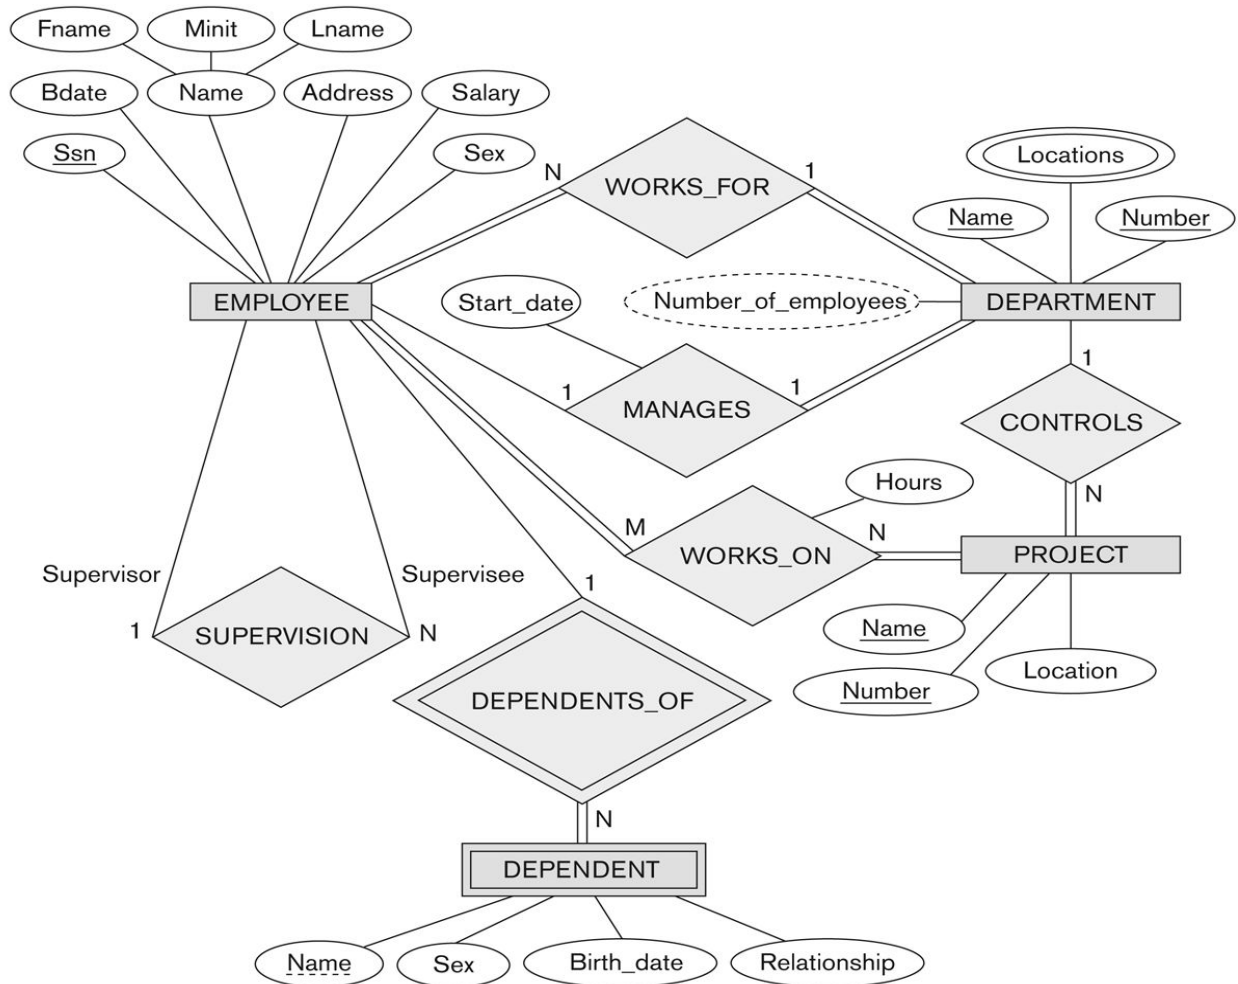 Fname
Minit
Lname
Bdate
Name
Address
Salary
Ssn
Sex
N
WORKS_FOR
1
Locations
Name
Number
EMPLOYEE
Start_date
Number_of_employees
DEPARTMENT
1
MANAGES
1
1
CONTROLS
N
Hours
M
WORKS_ON
N
PROJECT
Supervisor
Supervisee
1
SUPERVISION
N
1
Name
Number
Location
DEPENDENTS_OF
N
DEPENDENT
Name
Sex
Birth_date
Relationship